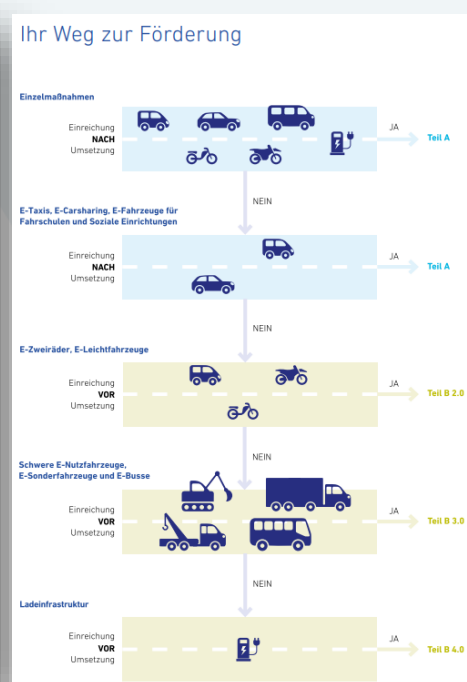 Ihr Weg zur Förderung
Einzelmaßnahmen
Einreichung
NACH
Umsetzung
JA
Teil A
NEIN
E-Taxis, E-Carsharing, E-Fahrzeuge für
Fahrschulen und Soziale Einrichtungen
Einreichung
NACH
Umsetzung
JA
Teil A
NEIN
E-Zweiräder, E-Leichtfahrzeuge
Einreichung
VOR
Umsetzung
JA
Teil B 2.0
NEIN
Schwere E-Nutzfahrzeuge,
E-Sonderfahrzeuge und E-Busse
Einreichung
VOR
Umsetzung
JA
Teil B 3.0
NEIN
Ladeinfrastruktur
Einreichung
VOR
Umsetzung
JA
Teil B 4.0